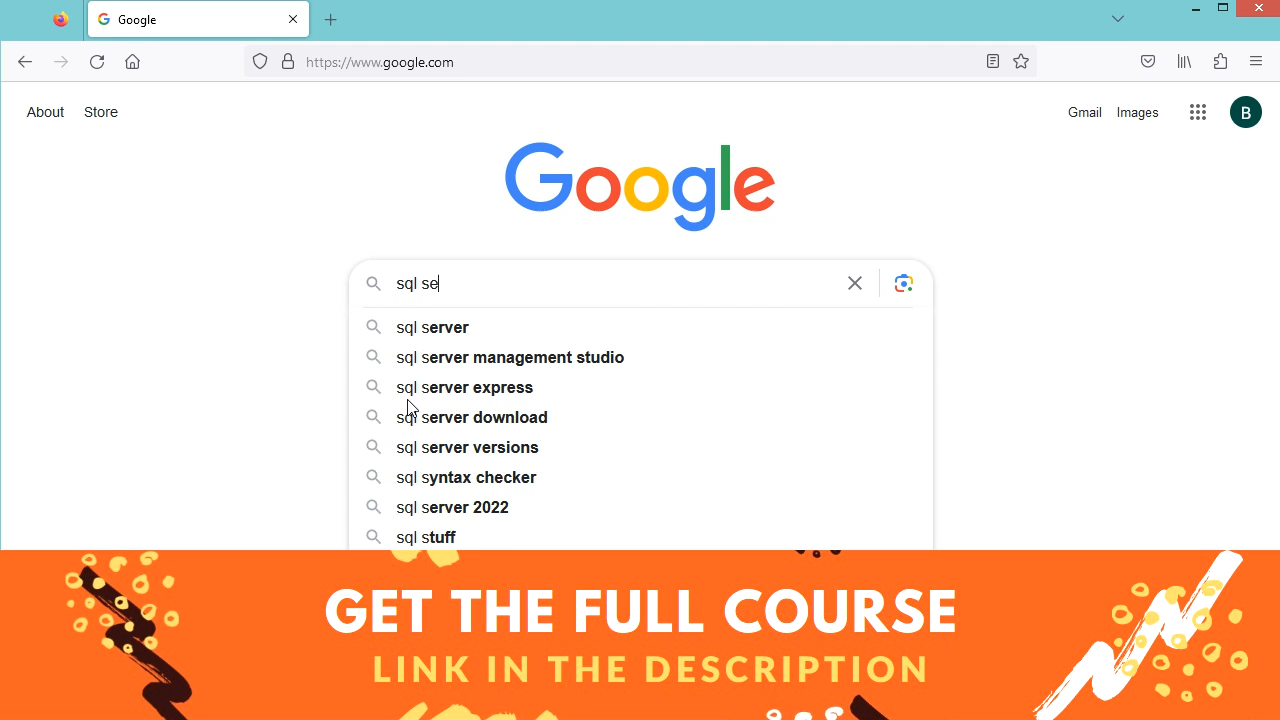 Google
https://www.google.com
About Store
Gmail Images
B
Google
sql se
sql server
sql server management studio
sql server express
sql server download
sql server versions
sql syntax checker
sql server 2022
sql stuff
GET THE FULL COURSE
LINK IN THE DESCRIPTION